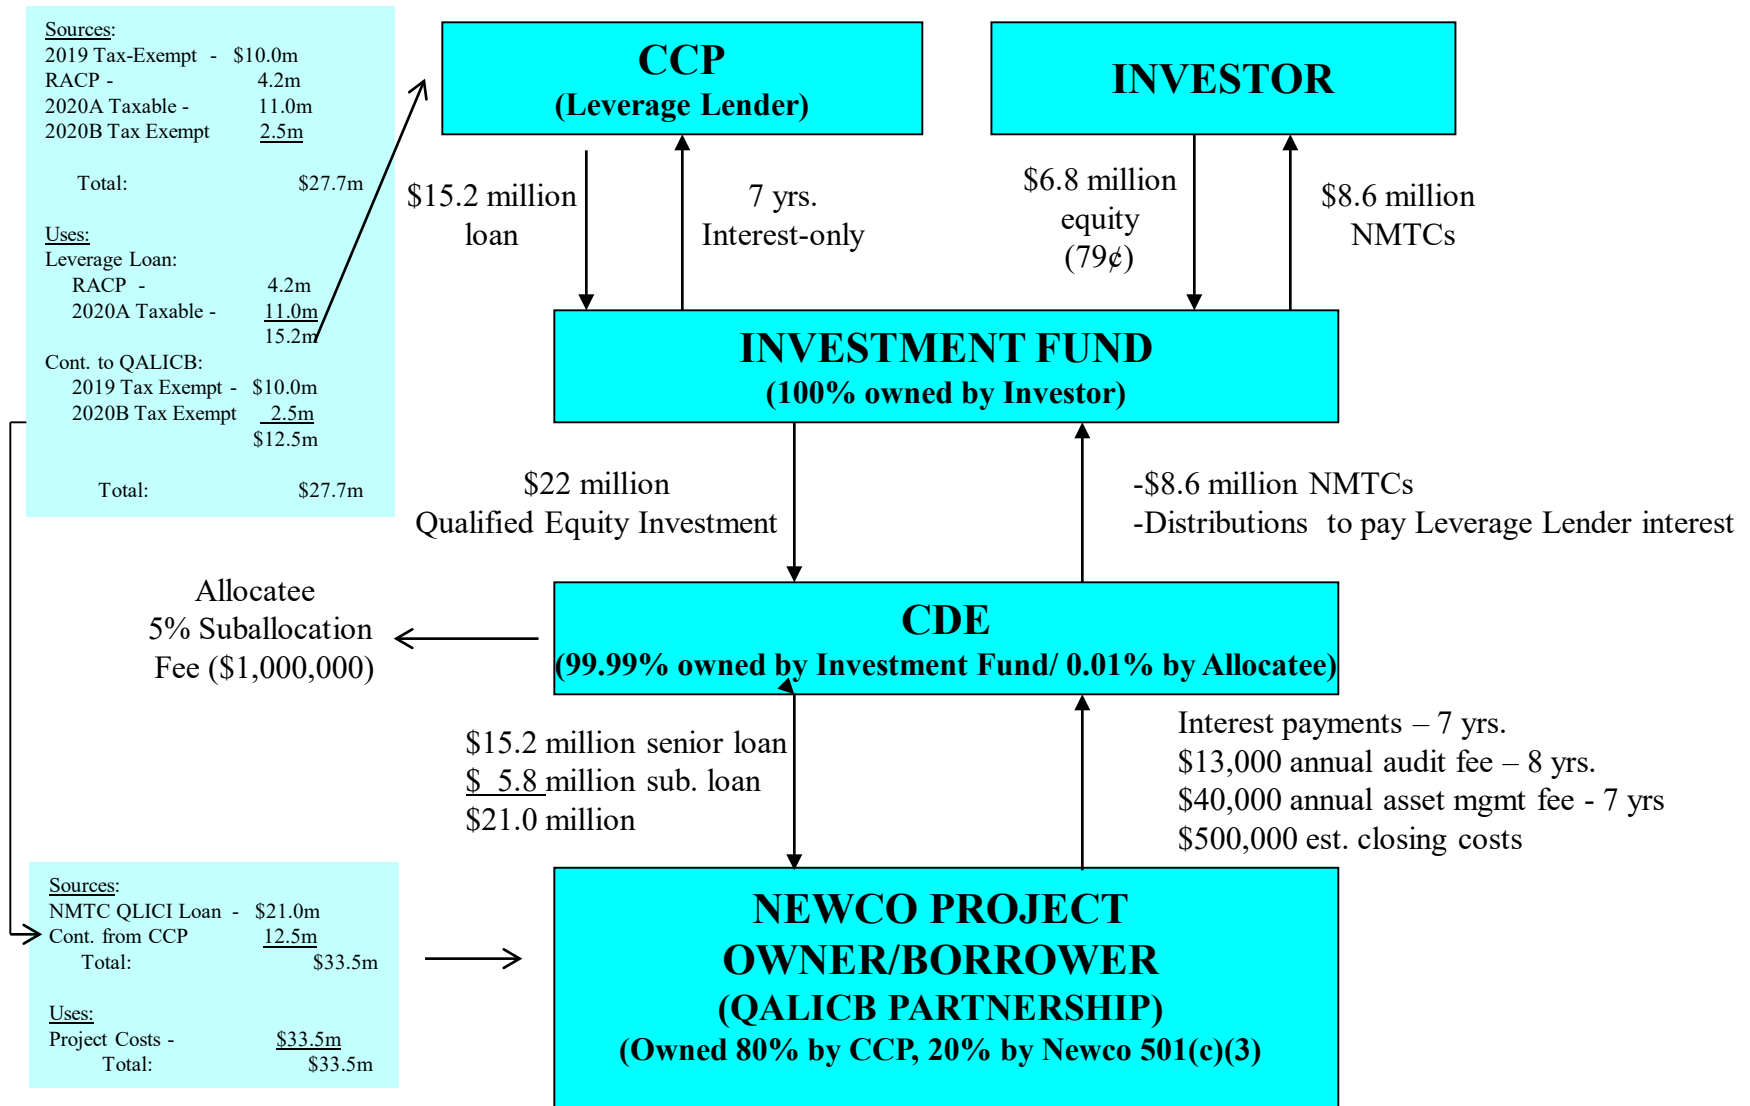 Sources:
2019 Tax-Exempt - $10.0m
RACP - 4.2m
2020A Taxable - 11.0m
2020B Tax Exempt 2.5m
Total: $27.7m
Uses:
Leverage Loan:
RACP - 4.2m
2020A Taxable - 11.0m
15.2m
Cont. to QALICB:
2019 Tax Exempt - $10.0m
2020B Tax Exempt 2.5m
$12.5m
Total: $27.7m
CCP
(Leverage Lender)
INVESTOR
$15.2 million
loan
7 yrs.
Interest-only
$6.8 million
equity
(79¢)
$8.6 million
NMTCs
INVESTMENT FUND
(100% owned by Investor)
$22 million
Qualified Equity Investment
-$8.6 million NMTCs
-Distributions to pay Leverage Lender interest
Allocatee
5% Suballocation
Fee ($1,000,000)
CDE
(99.99% owned by Investment Fund/ 0.01% by Allocatee)
$15.2 million senior loan
$ 5.8 million sub. loan
$21.0 million
Interest payments – 7 yrs.
$13,000 annual audit fee – 8 yrs.
$40,000 annual asset mgmt fee - 7 yrs
$500,000 est. closing costs
Sources:
NMTC QLICI Loan - $21.0m
Cont. from CCP 12.5m
Total: $33.5m
Uses:
Project Costs - $33.5m
Total: $33.5m
NEWCO PROJECT
OWNER/BORROWER
(QALICB PARTNERSHIP)
(Owned 80% by CCP, 20% by Newco 501(c)(3)